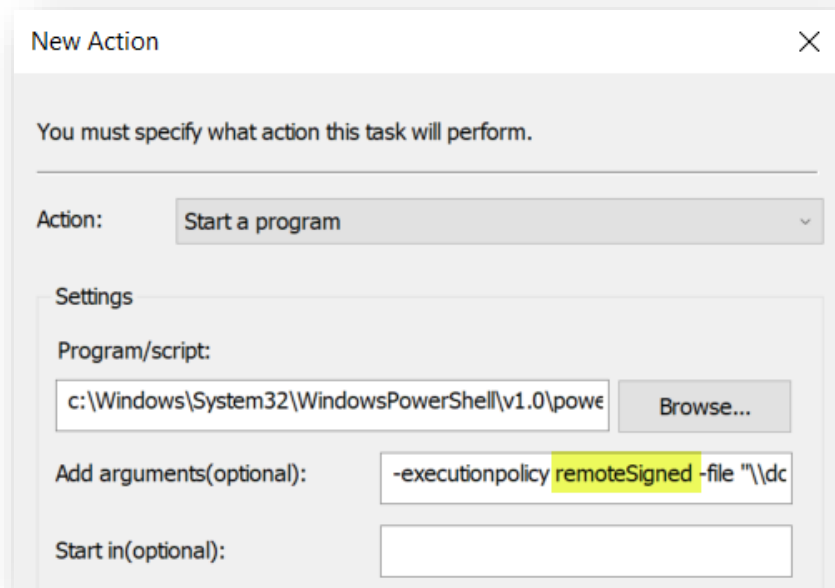 New Action
You must specify what action this task will perform.
Action: Start a program
Settings
Program/script:
c:\Windows\System32\WindowsPowerShell\v1.0\powe Browse...
Add arguments(optional): -executionpolicy remoteSigned -file "\\dc
Start in(optional):